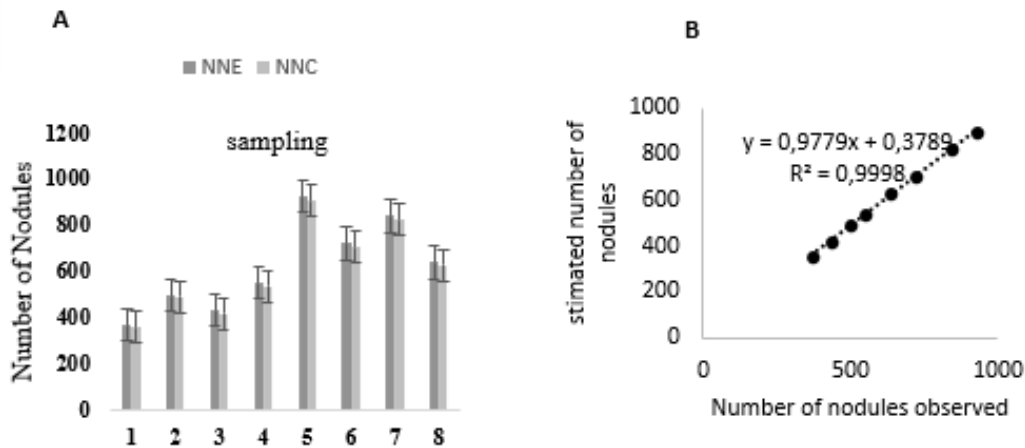 A
NNE NNC
sampling
Number of Nodules
1200
1000
800
600
400
200
0
1 2 3 4 5 6 7 8
B
stimated number of
nodules
1000
800
600
400
200
0
y = 0,9779x + 0,3789
R² = 0,9998
0 500 1000
Number of nodules observed